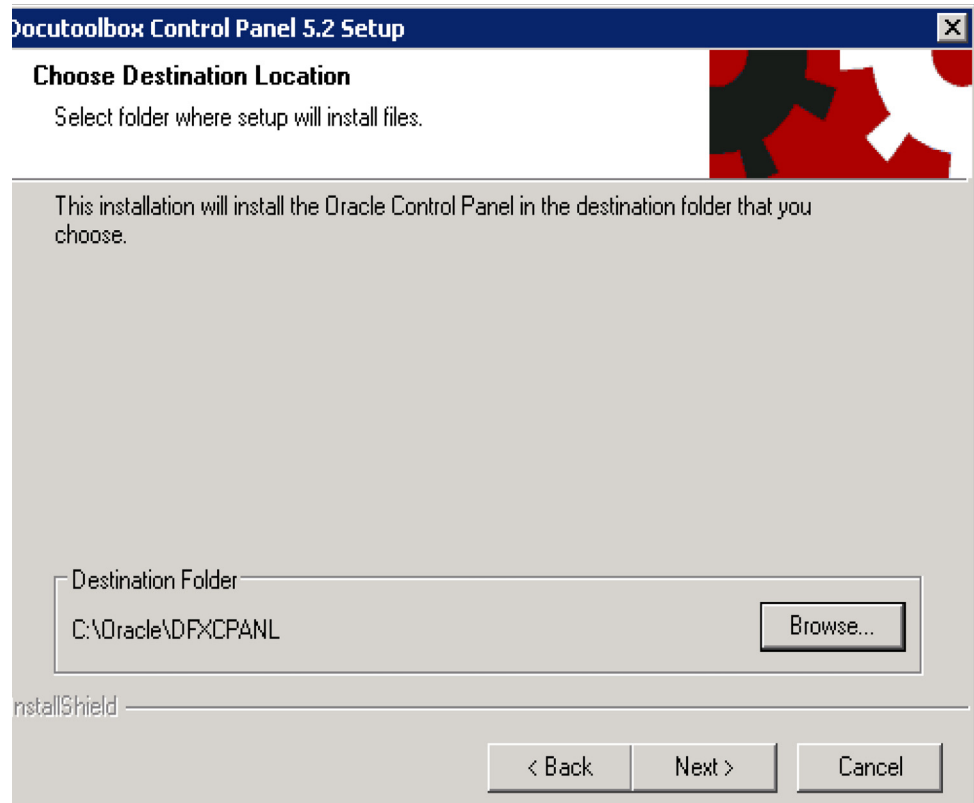 Docutoolbox Control Panel 5.2 Setup
Choose Destination Location
Select folder where setup will install files.
This installation will install the Oracle Control Panel in the destination folder that you
choose.
Destination Folder
C:\Oracle\DFXCPANL
Browse...
nstallShield
< Back
Next >
Cancel